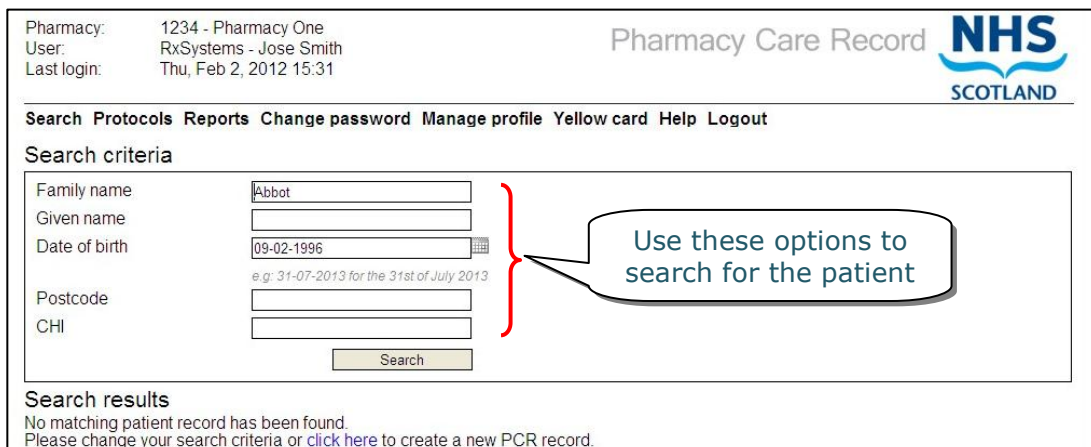 Pharmacy: 1234 - Pharmacy One
User: RxSystems - Jose Smith
Last login: Thu, Feb 2, 2012 15:31
Pharmacy Care Record
NHS
SCOTLAND
Search Protocols Reports Change password Manage profile Yellow card Help Logout
Search criteria
Family name Abbot
Given name
Date of birth 09-02-1996
e.g: 31-07-2013 for the 31st of July 2013
Postcode
CHI
Search
Use these options to
search for the patient
Search results
No matching patient record has been found.
Please change your search criteria or click here to create a new PCR record.